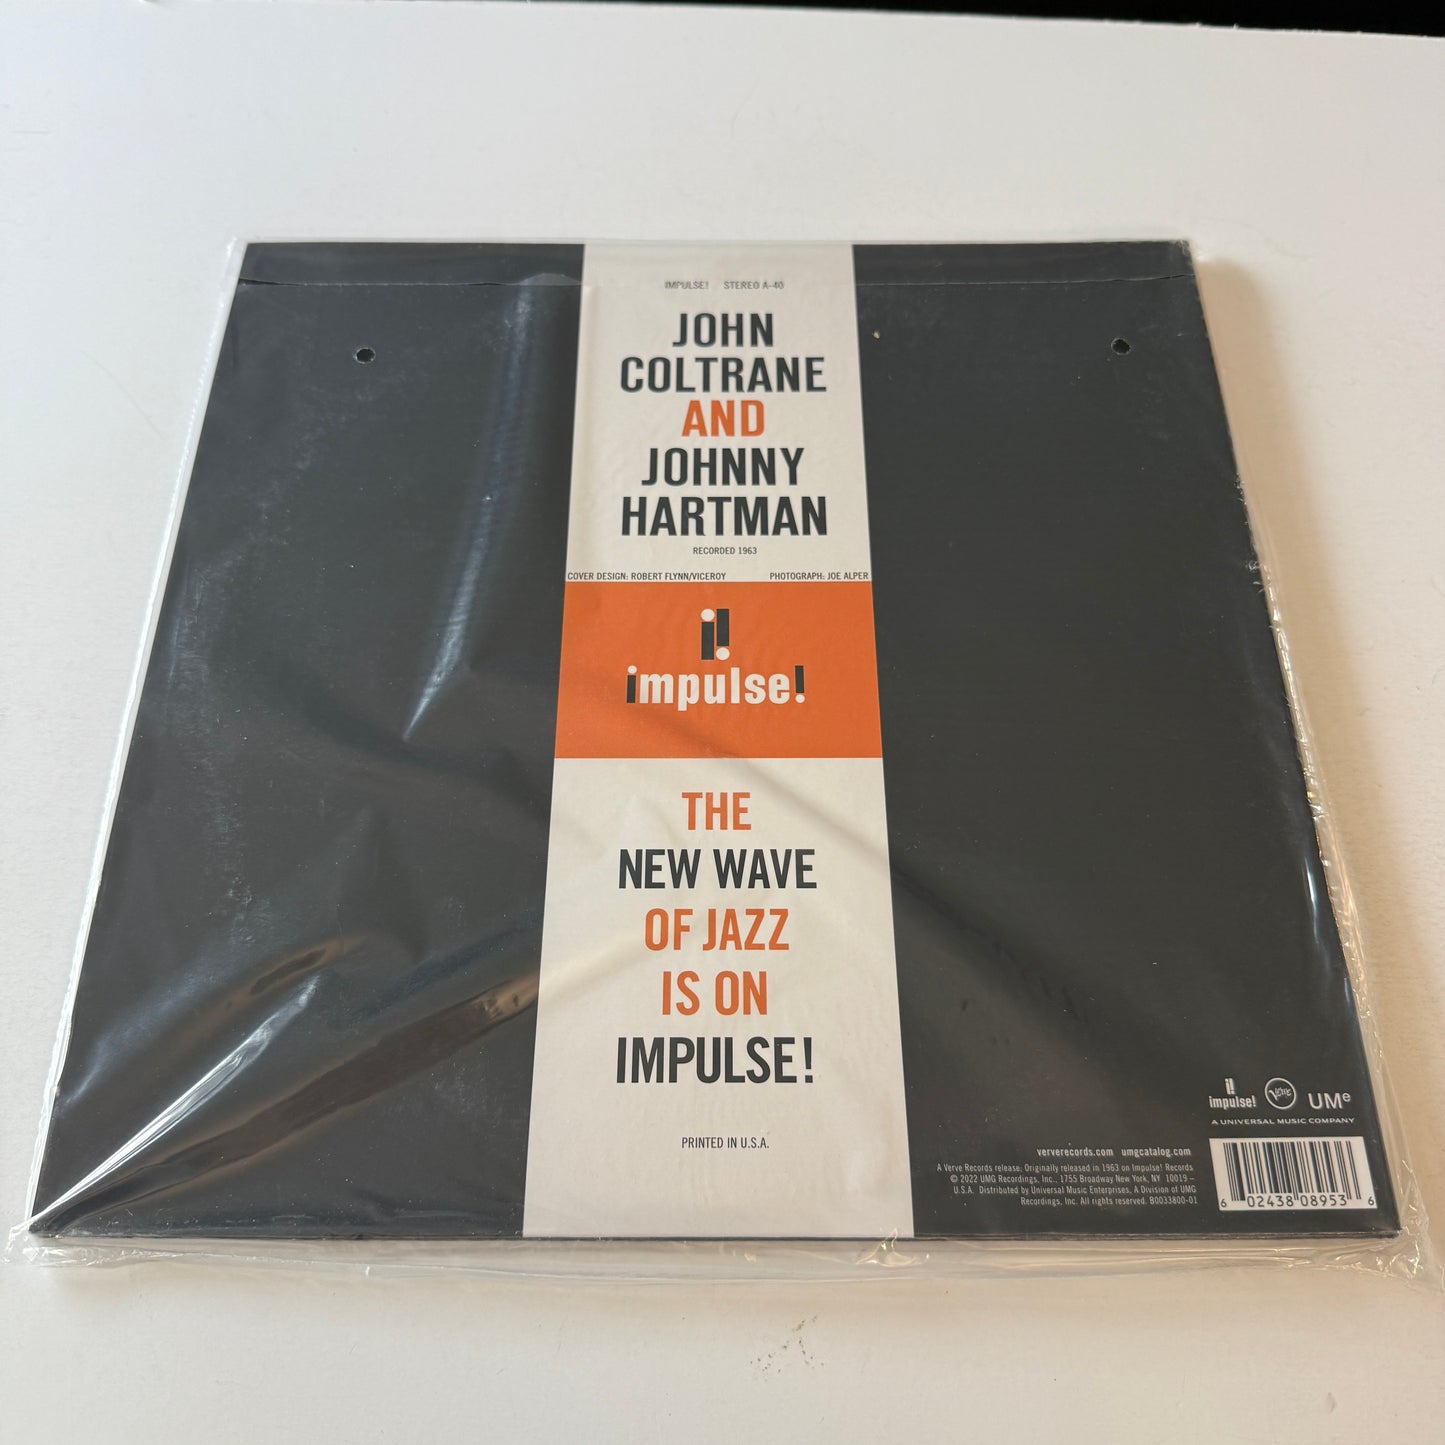 IMPULSE! STEREO A-40
JOHN
COLTRANE
AND
JOHNNY
HARTMAN
RECORDED 1963
COVER DESIGN: ROBERT FLYNN/VICEROY PHOTOGRAPH: JOE ALPER
impulse!
THE
NEW WAVE
OF JAZZ
IS ON
IMPULSE!
PRINTED IN U.S.A.
impulse! Verve UMe
A UNIVERSAL MUSIC COMPANY
ververecords.com umgcatalog.com
A Verve Records release; Originally released in 1963 on Impulse! Records
© 2022 UMG Recordings, Inc., 1755 Broadway New York, NY 10019 –
U.S.A. Distributed by Universal Music Enterprises, A Division of UMG
Recordings, Inc. All rights reserved. B0033800-01
6 02438 08953 6